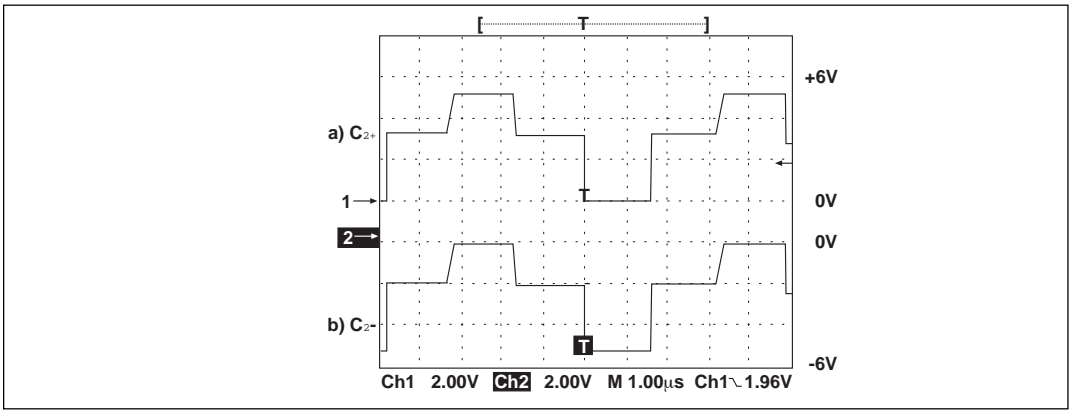 [ T ]
+6V
a) C2+
T
1
0V
2
0V
b) C2-
T
-6V
Ch1 2.00V Ch2 2.00V M 1.00µs Ch1 1.96V